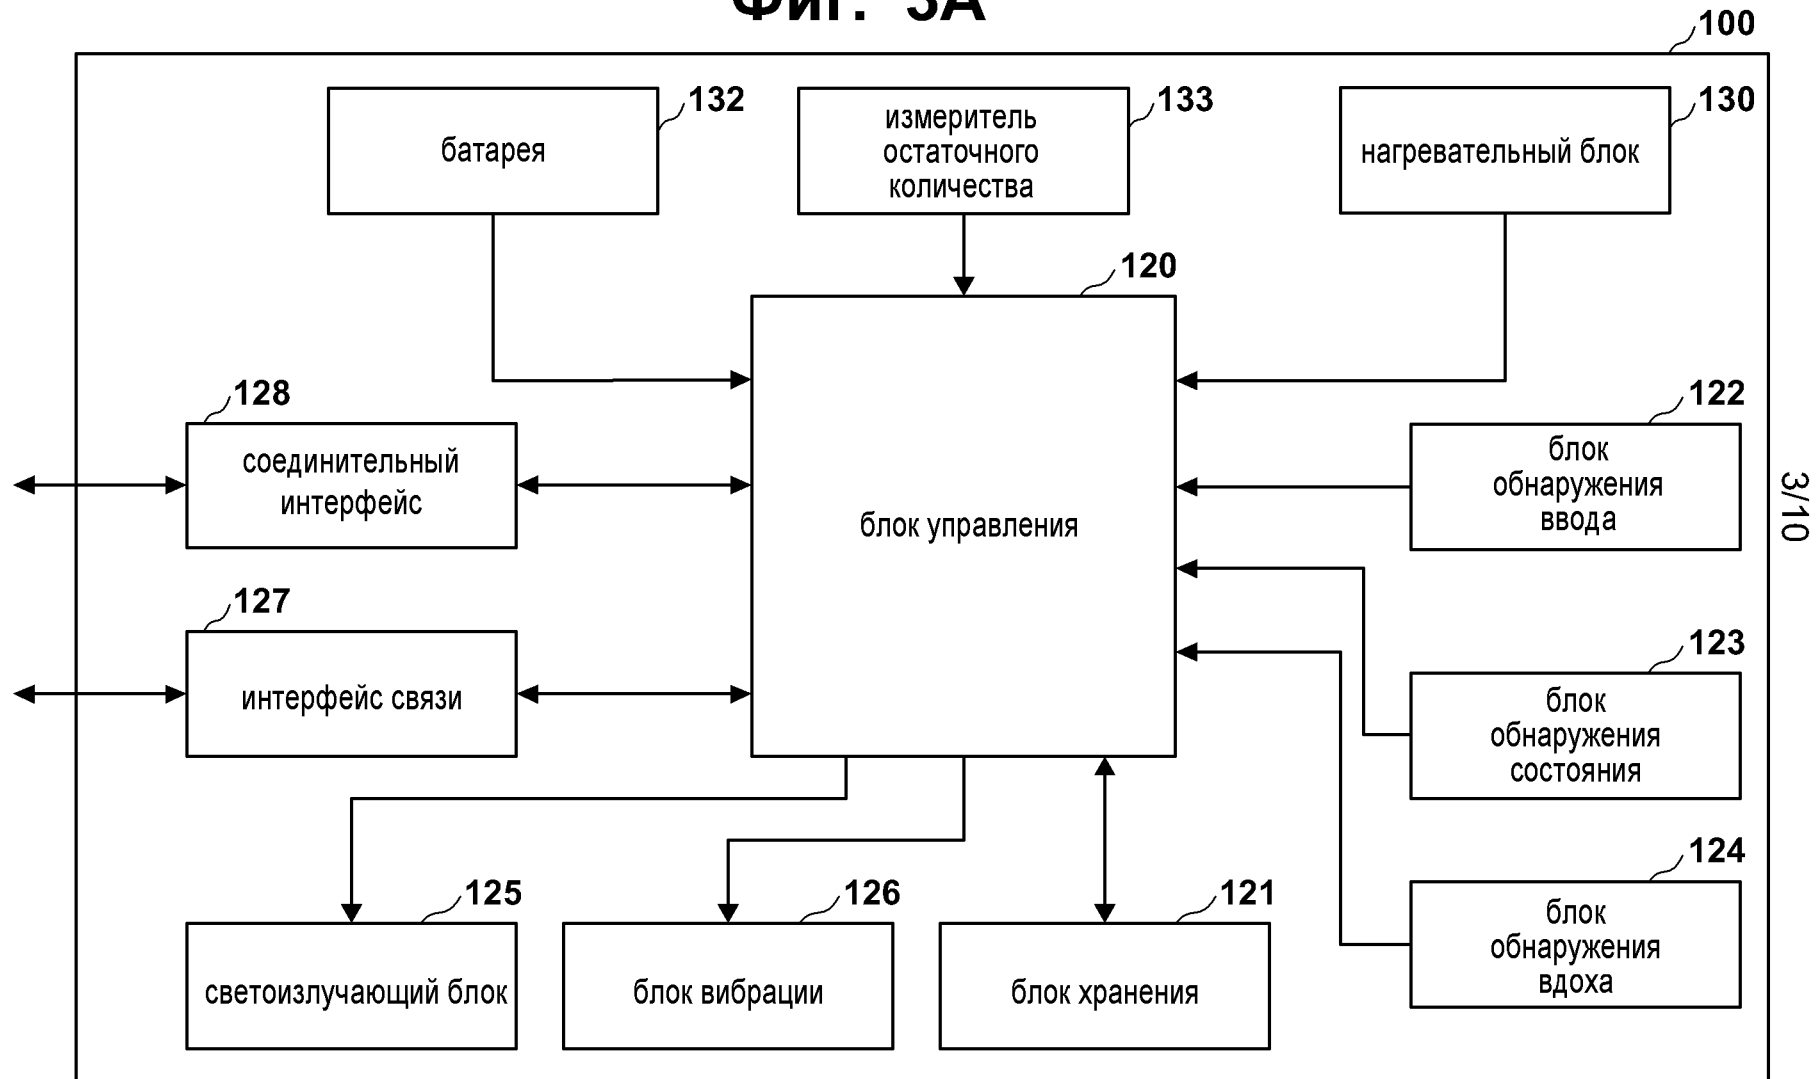 Фиг. 3A
100
132
133
130
батарея
измеритель
остаточного
количества
нагревательный блок
120
128
122
соединительный
интерфейс
блок управления
блок
обнаружения
ввода
3/10
127
123
интерфейс связи
блок
обнаружения
состояния
124
125
126
121
блок
обнаружения
вдоха
светоизлучающий блок
блок вибрации
блок хранения